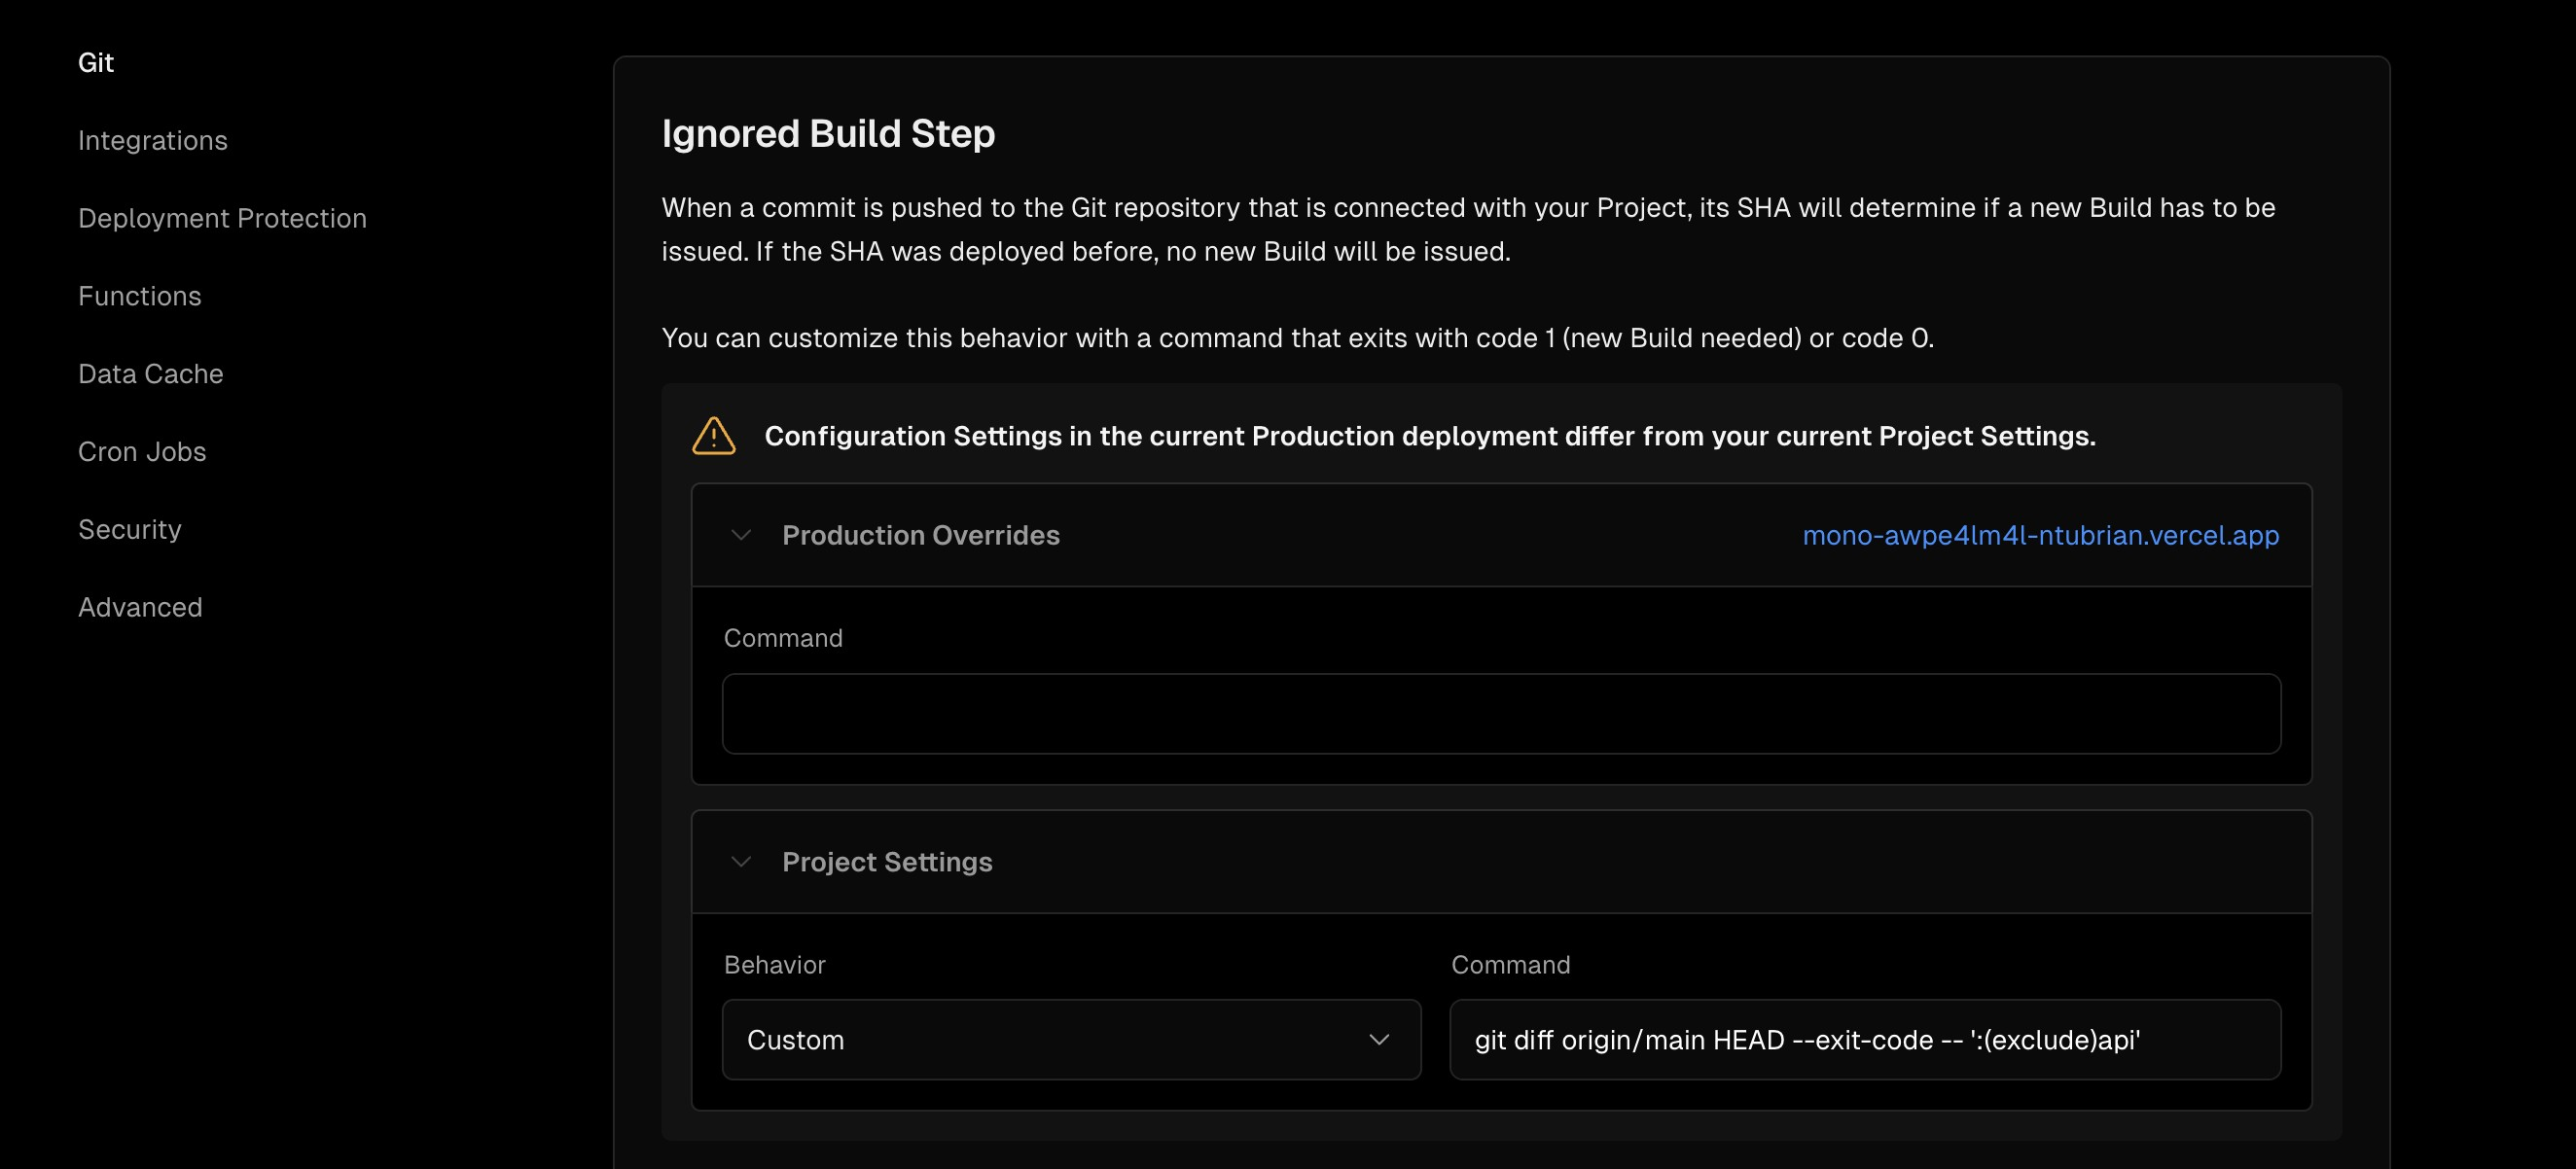 Git
Integrations
Deployment Protection
Functions
Data Cache
Cron Jobs
Security
Advanced
Ignored Build Step
When a commit is pushed to the Git repository that is connected with your Project, its SHA will determine if a new Build has to be
issued. If the SHA was deployed before, no new Build will be issued.
You can customize this behavior with a command that exits with code 1 (new Build needed) or code 0.
Configuration Settings in the current Production deployment differ from your current Project Settings.
Production Overrides
mono-awpe4lm4l-ntubrian.vercel.app
Command
Project Settings
Behavior
Command
Custom
git diff origin/main HEAD --exit-code -- ':(exclude)api'